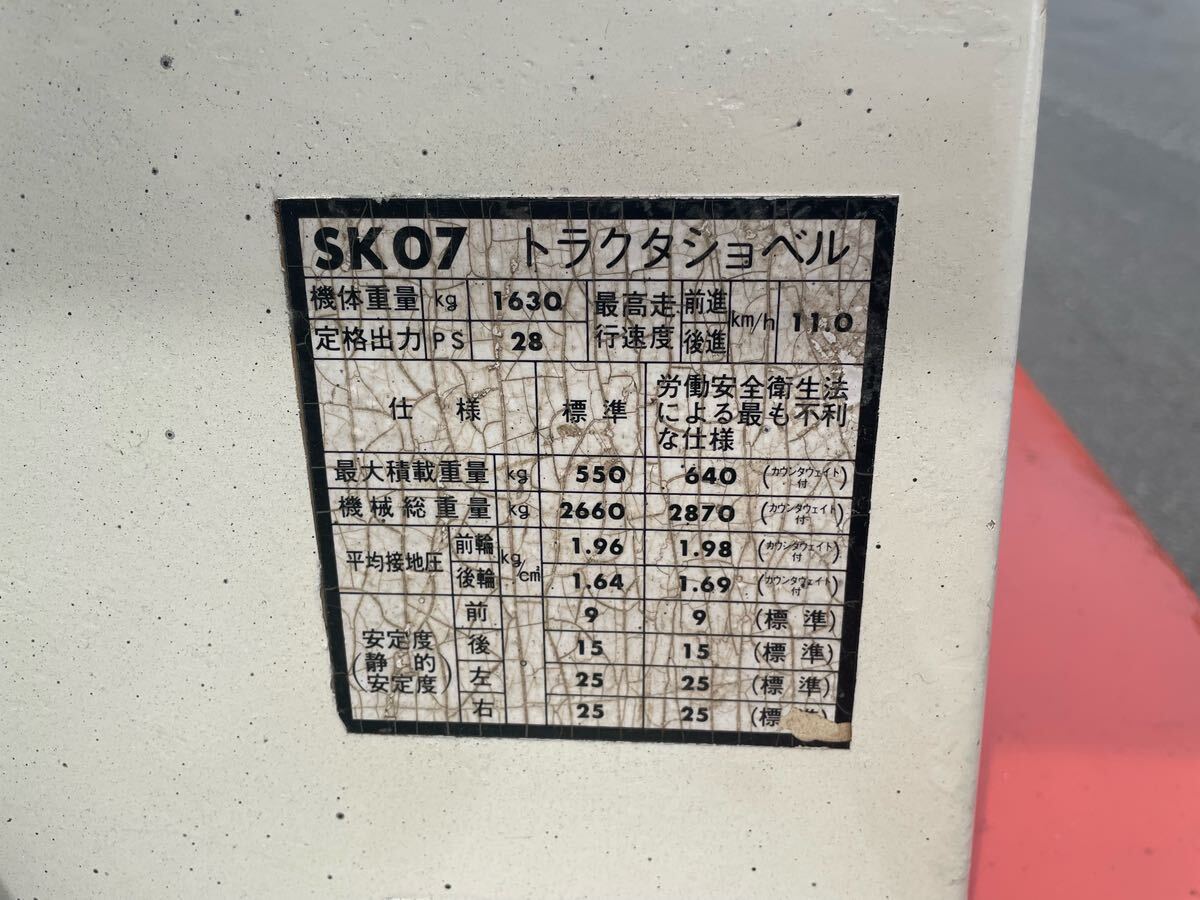 SK07 トラクタショベル
機体重量 kg 1630 最高走行速度 前進 後進 km/h 11.0
定格出力 PS 28
仕様 標準 労働安全衛生法による最も不利な仕様
最大積載重量 kg 550 640 (カウンタウェイト付)
機械総重量 kg 2660 2870 (カウンタウェイト付)
平均接地圧 前輪 kg/cm² 1.96 1.98 (カウンタウェイト付)
後輪 1.64 1.69 (カウンタウェイト付)
安定度(静的安定度) 前 9 9 (標準)
後 15 15 (標準)
左 25 25 (標準)
右 25 25 (標準)